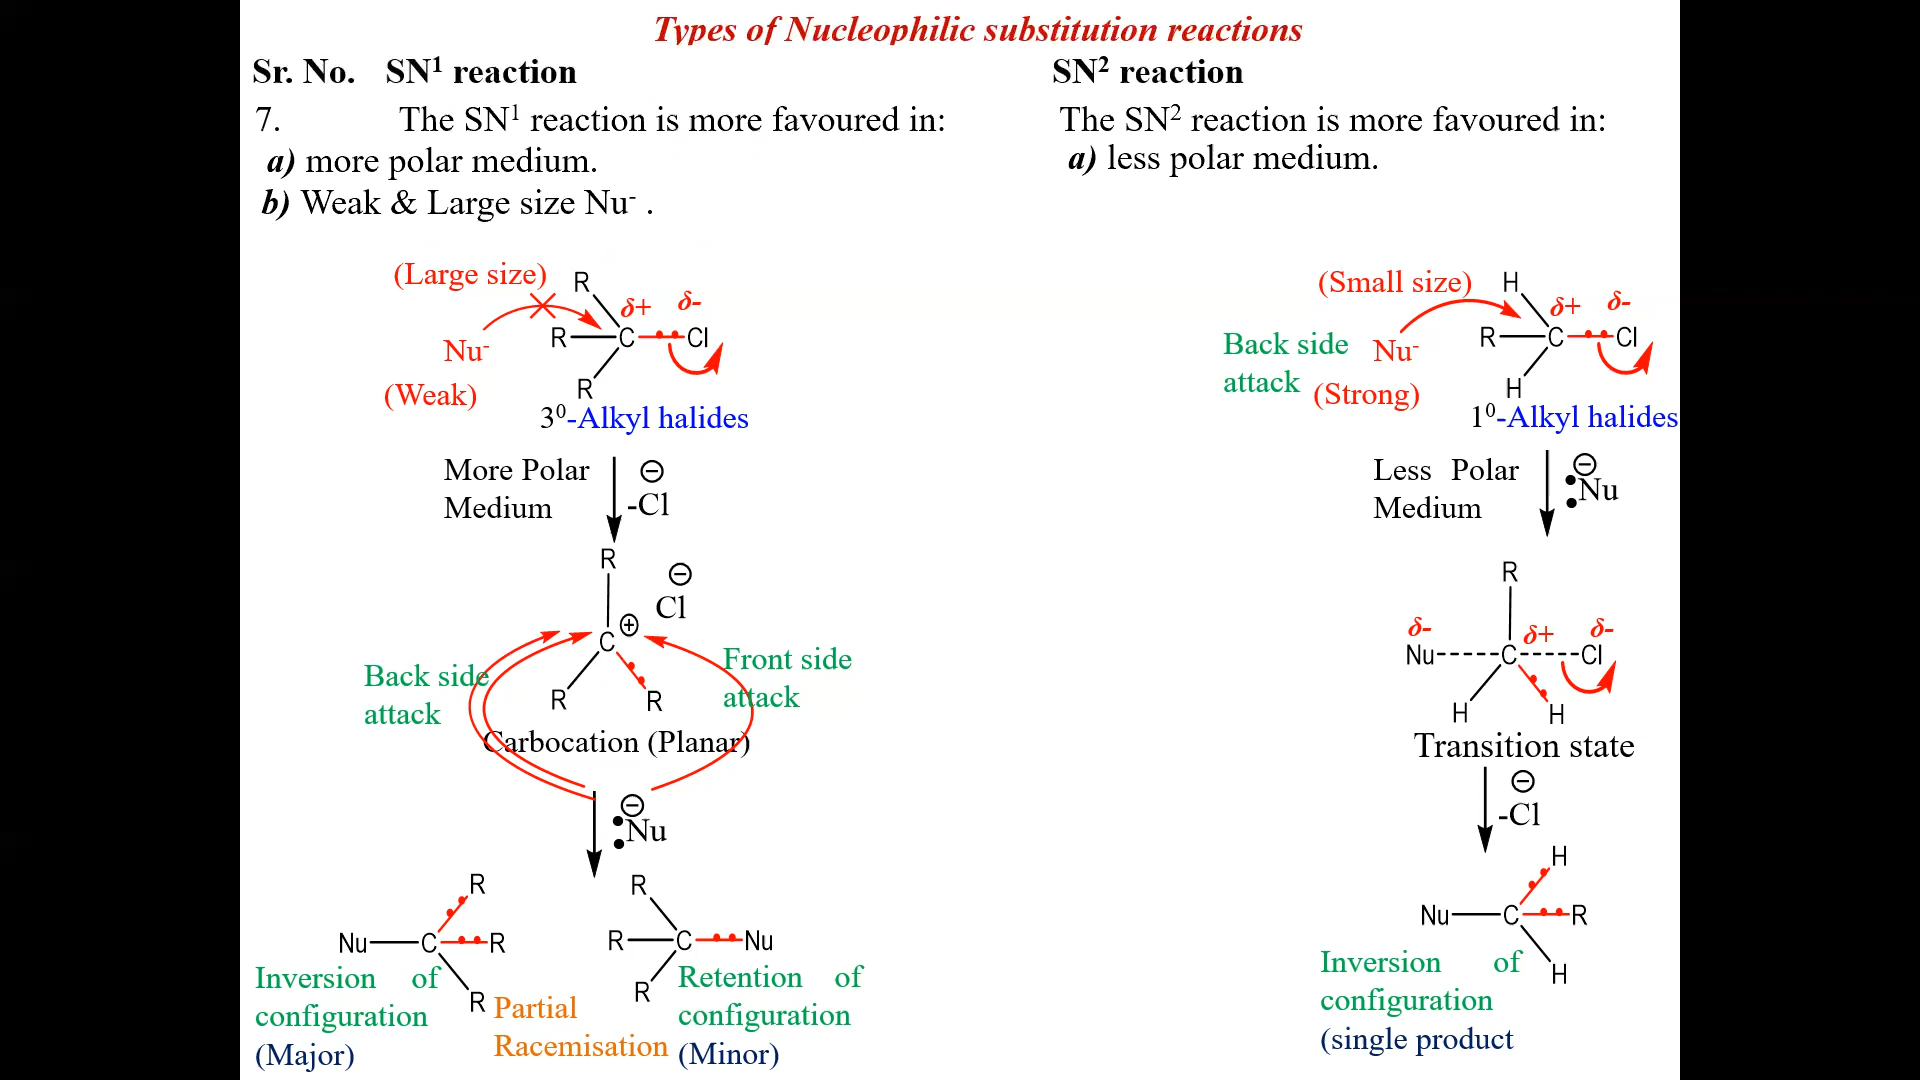 Types of Nucleophilic substitution reactions
Sr. No. SN¹ reaction
SN² reaction
7. The SN¹ reaction is more favoured in:
a) more polar medium.
b) Weak & Large size Nu⁻ .
The SN² reaction is more favoured in:
a) less polar medium.
(Large size)
R
δ+ δ-
R C Cl
Nu⁻
(Weak)
R
3⁰-Alkyl halides
More Polar
Medium
⊖
-Cl
R
⊖
Cl
⊕
C
Back side
attack
Front side
attack
R R
Carbocation (Planar)
⊖
:Nu
R
Nu C R
R
Inversion of
configuration
(Major)
Partial
Racemisation
R
R C Nu
R
Retention of
configuration
(Minor)
(Small size)
H
δ+ δ-
R C Cl
Back side
attack
Nu⁻
(Strong)
H
1⁰-Alkyl halides
Less Polar
Medium
⊖
:Nu
R
δ- δ+ δ-
Nu C Cl
H H
Transition state
⊖
-Cl
H
Nu C R
H
Inversion of
configuration
(single product